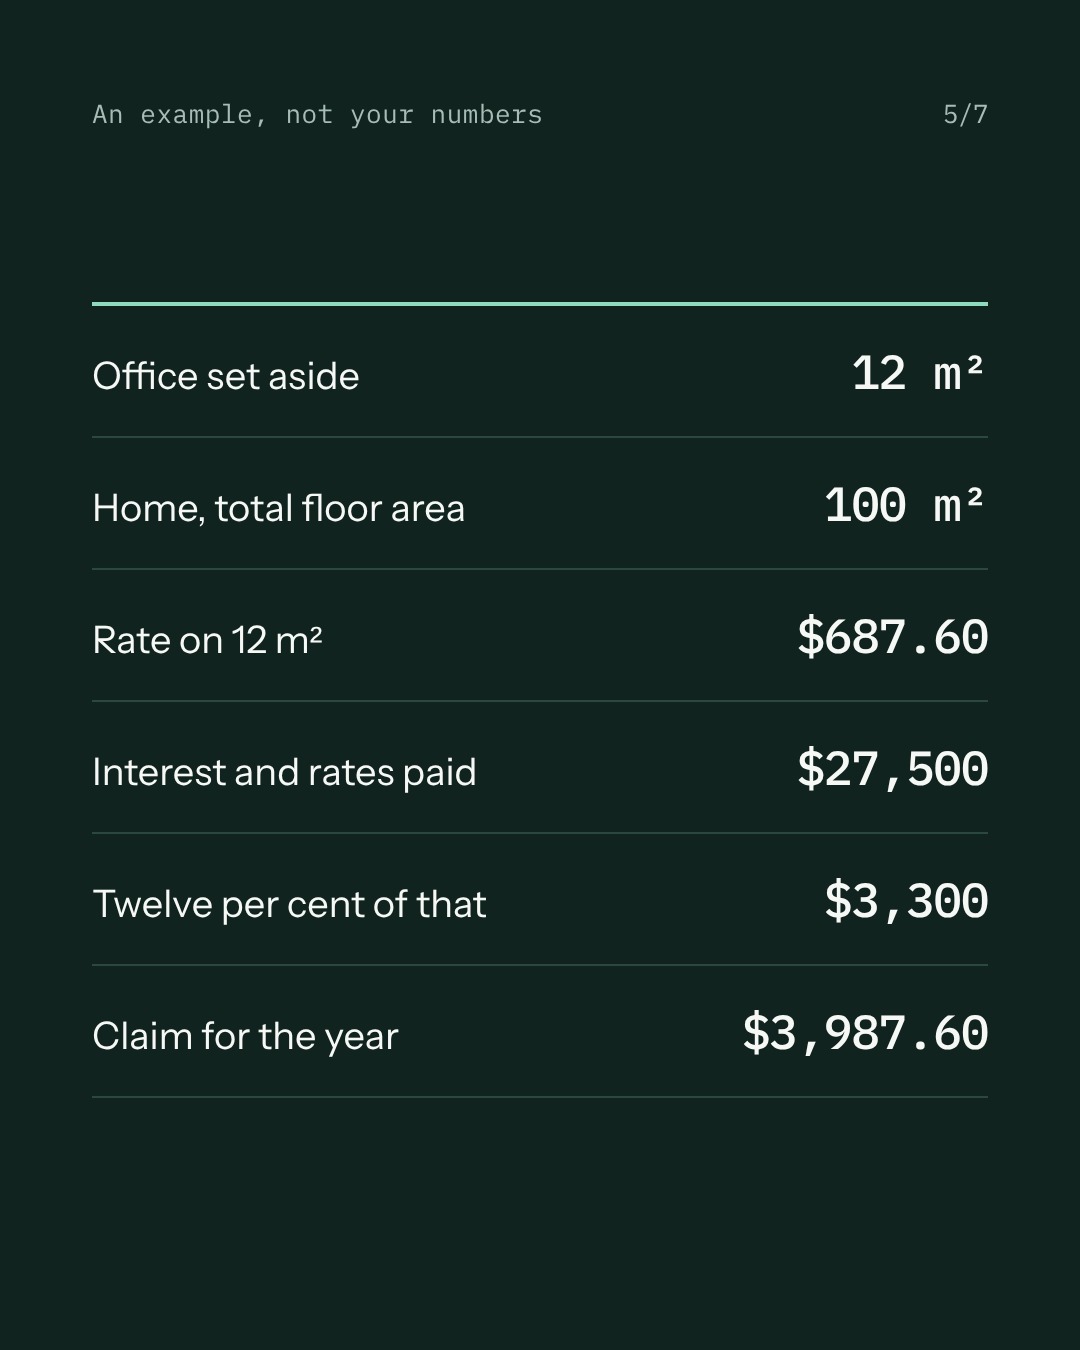 An example, not your numbers 5/7
Office set aside 12 m²
Home, total floor area 100 m²
Rate on 12 m² $687.60
Interest and rates paid $27,500
Twelve per cent of that $3,300
Claim for the year $3,987.60